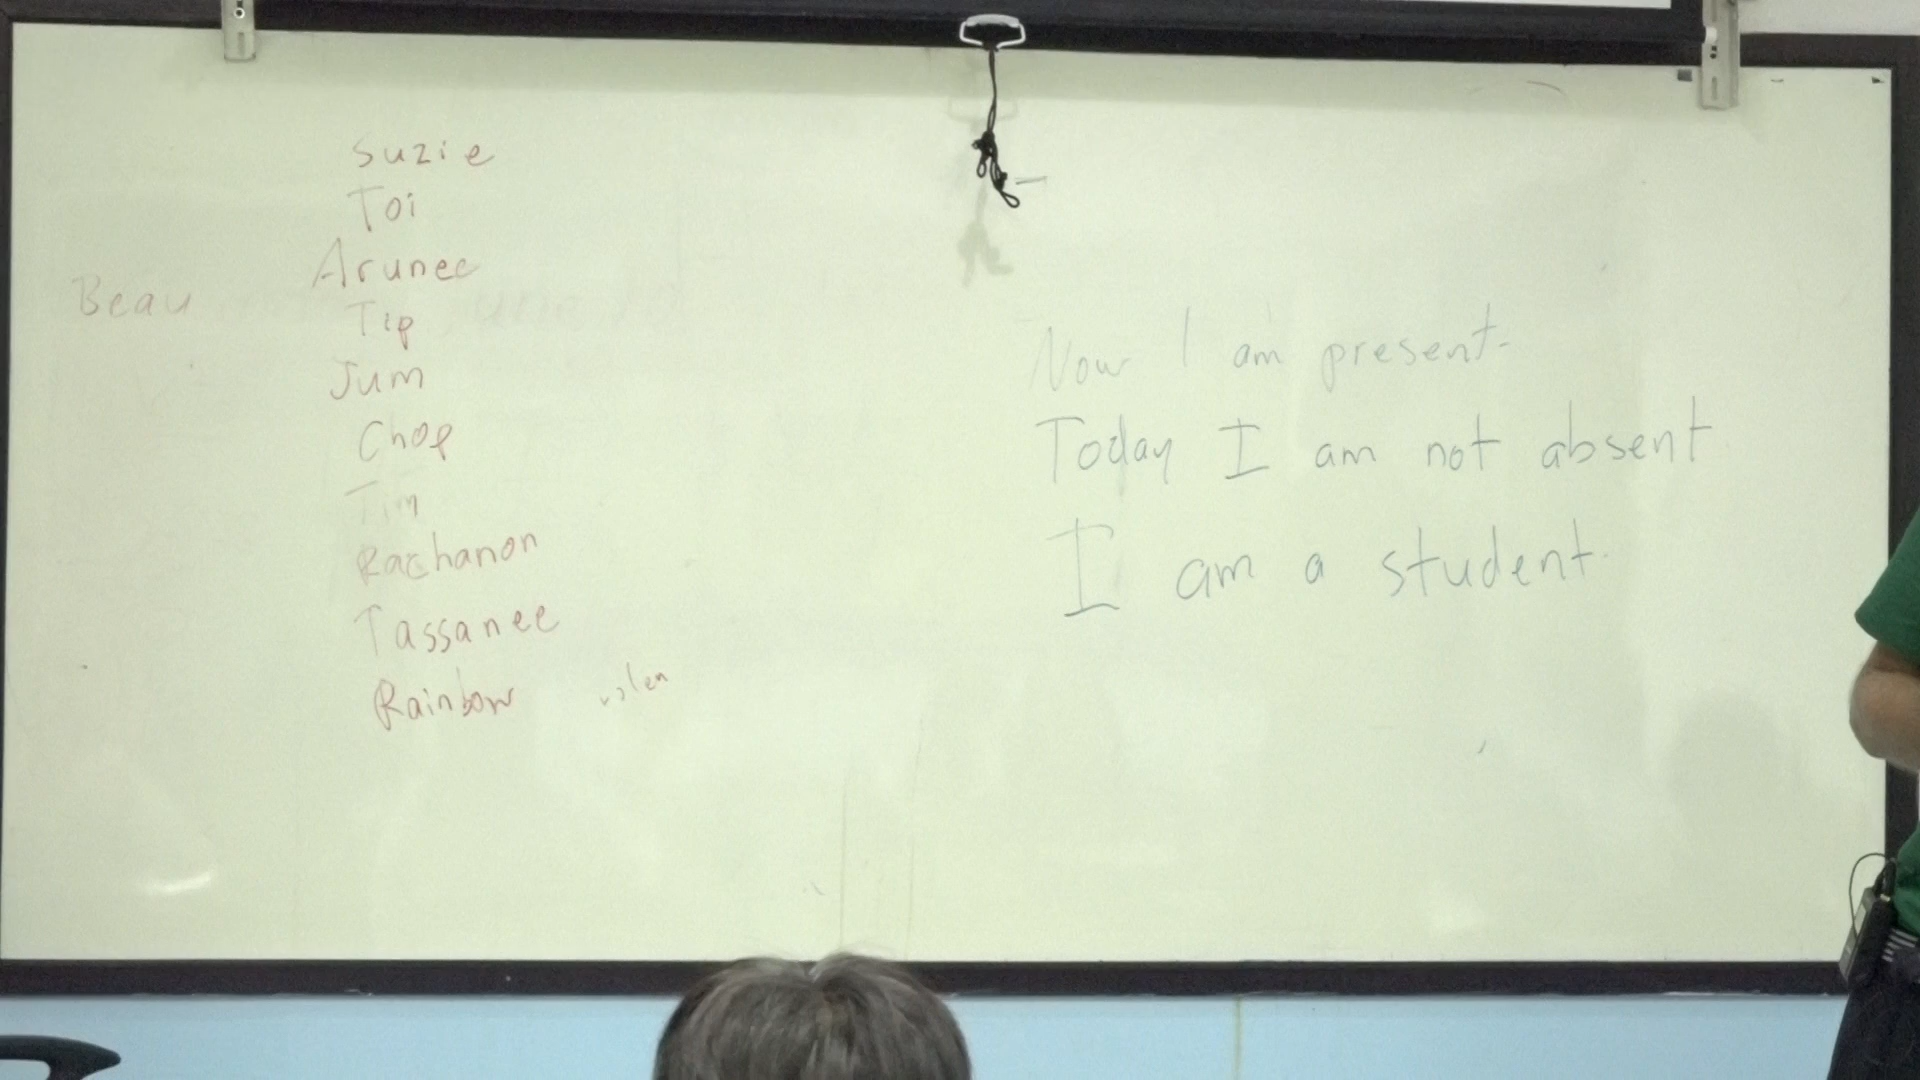 Suzie
Toi
Arunee
Beau
Tip
Jum
Chop
Tim
Rachanon
Tassanee
Rainbow
Now I am present.
Today I am not absent
I am a student.